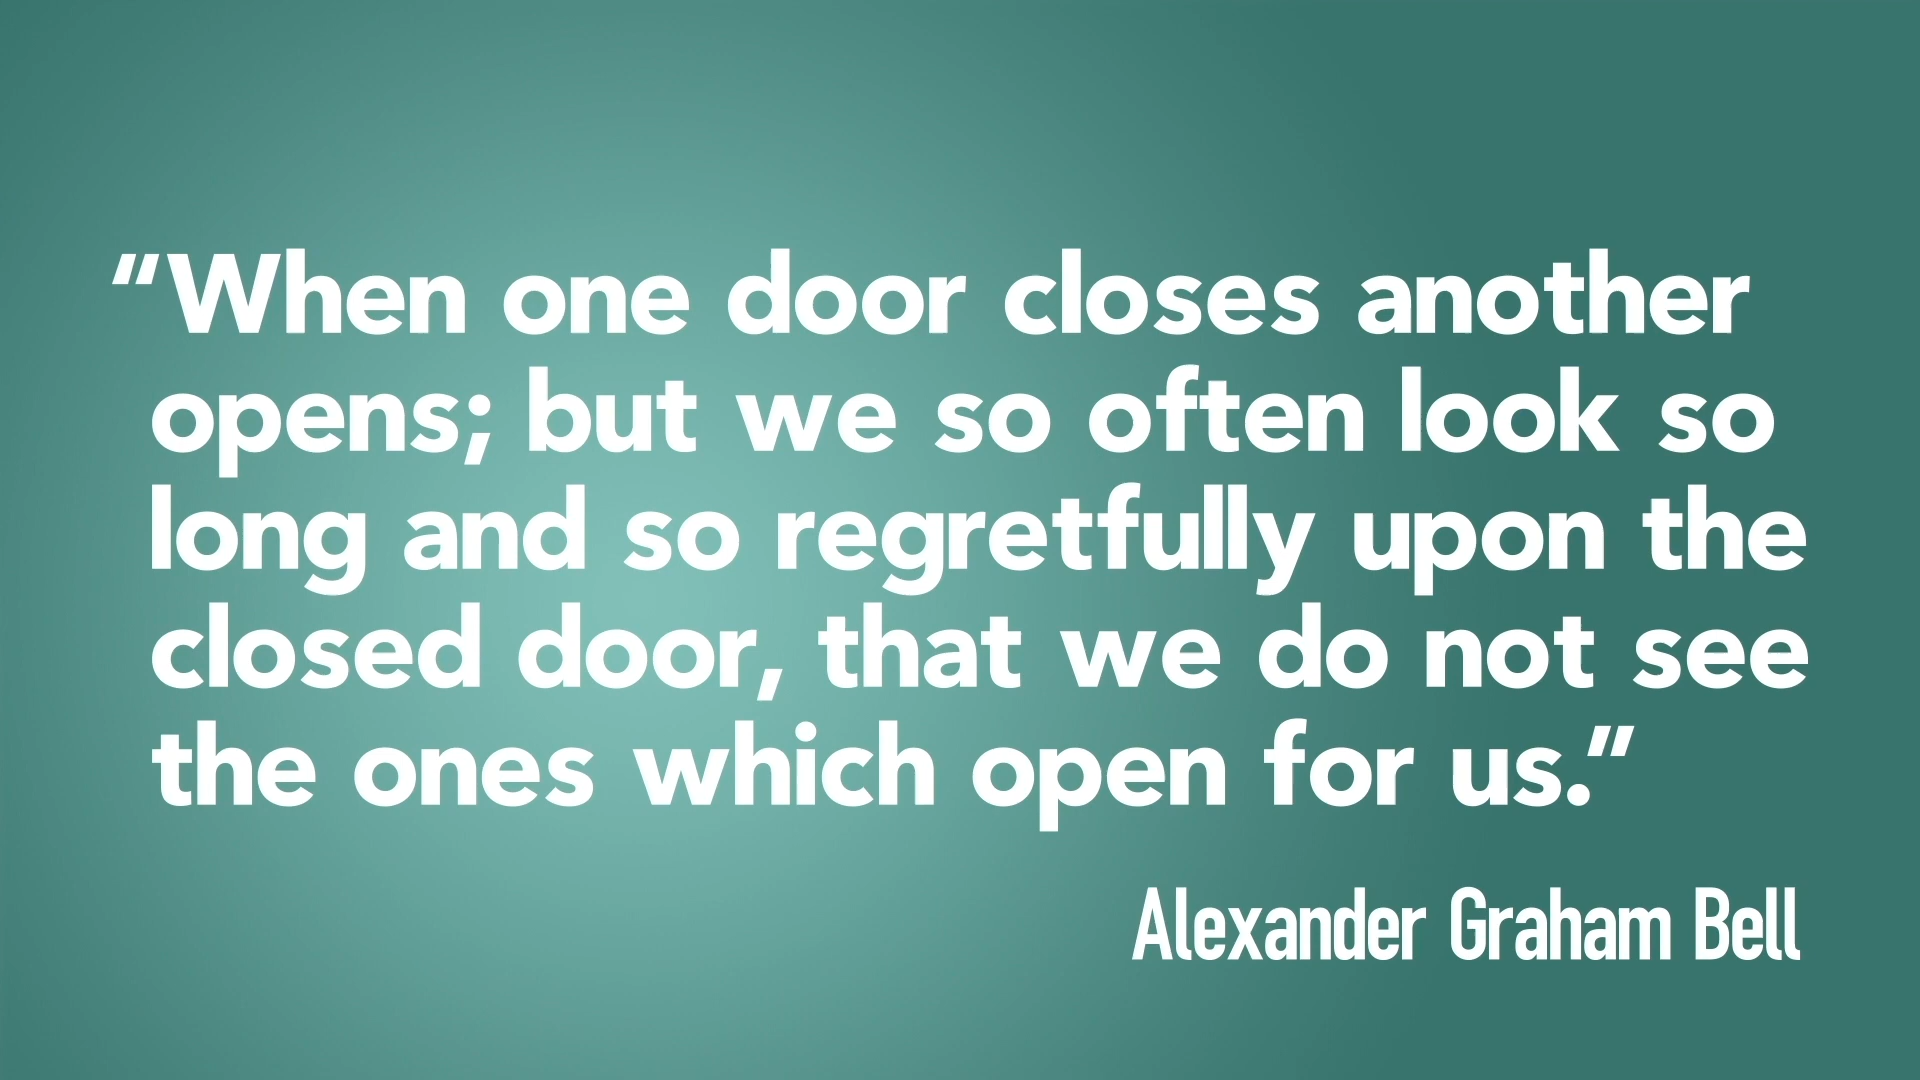 “When one door closes another
opens; but we so often look so
long and so regretfully upon the
closed door, that we do not see
the ones which open for us.”
Alexander Graham Bell